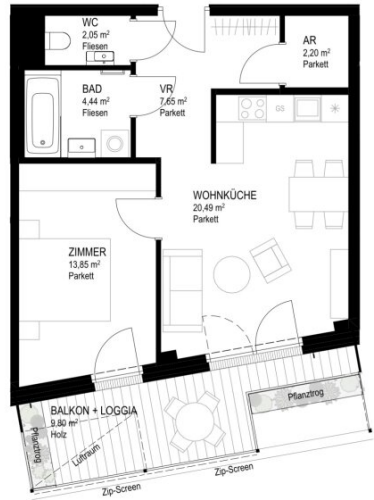 WC
2,05 m²
Fliesen
AR
2,20 m²
Parkett
BAD
4,44 m²
Fliesen
VR
7,65 m²
Parkett
GS
WOHNKÜCHE
20,49 m²
Parkett
ZIMMER
13,85 m²
Parkett
BALKON + LOGGIA
9,80 m²
Holz
Pflanztrog
Pflanztrog
Luftraum
Zip-Screen
Zip-Screen